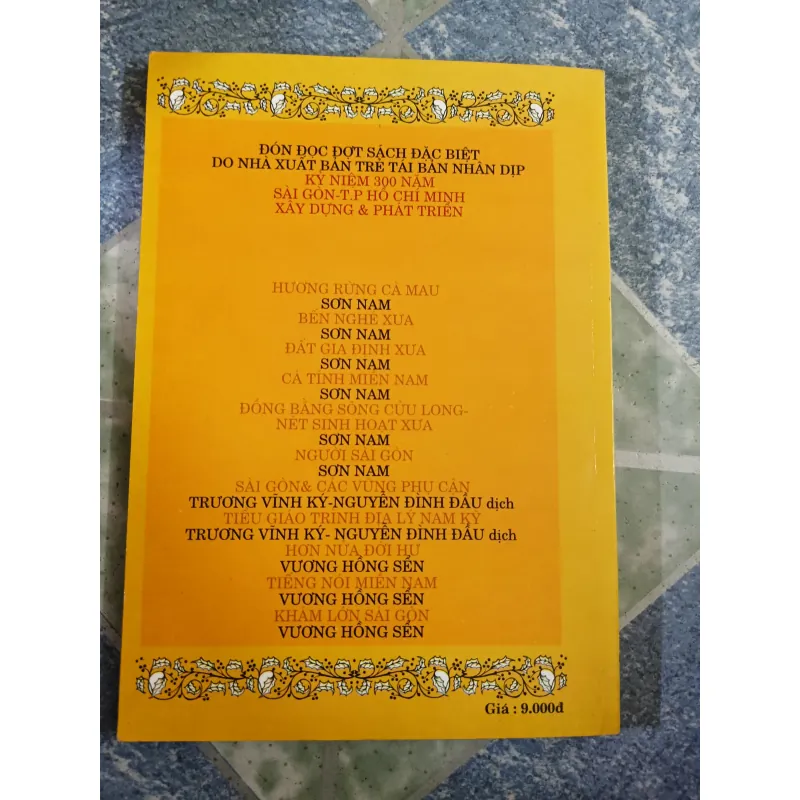 ĐÓN ĐỌC ĐỢT SÁCH ĐẶC BIỆT
DO NHÀ XUẤT BẢN TRẺ TÁI BẢN NHÂN DỊP
KỶ NIỆM 300 NĂM
SÀI GÒN-T.P HỒ CHÍ MINH
XÂY DỰNG & PHÁT TRIỂN
HƯƠNG RỪNG CÀ MAU
SƠN NAM
BẾN NGHÉ XƯA
SƠN NAM
ĐẤT GIA ĐỊNH XƯA
SƠN NAM
CÁ TÍNH MIỀN NAM
SƠN NAM
ĐỒNG BẰNG SÔNG CỬU LONG-
NÉT SINH HOẠT XƯA
SƠN NAM
NGƯỜI SÀI GÒN
SƠN NAM
SÀI GÒN& CÁC VÙNG PHỤ CẬN
TRƯƠNG VĨNH KÝ-NGUYỄN ĐÌNH ĐẦU dịch
TIỂU GIÁO TRÌNH ĐỊA LÝ NAM KỲ
TRƯƠNG VĨNH KÝ- NGUYỄN ĐÌNH ĐẦU dịch
HƠN NỬA ĐỜI HƯ
VƯƠNG HỒNG SỂN
TIẾNG NÓI MIỀN NAM
VƯƠNG HỒNG SỂN
KHÁM LỚN SÀI GÒN
VƯƠNG HỒNG SỂN
Giá : 9.000đ